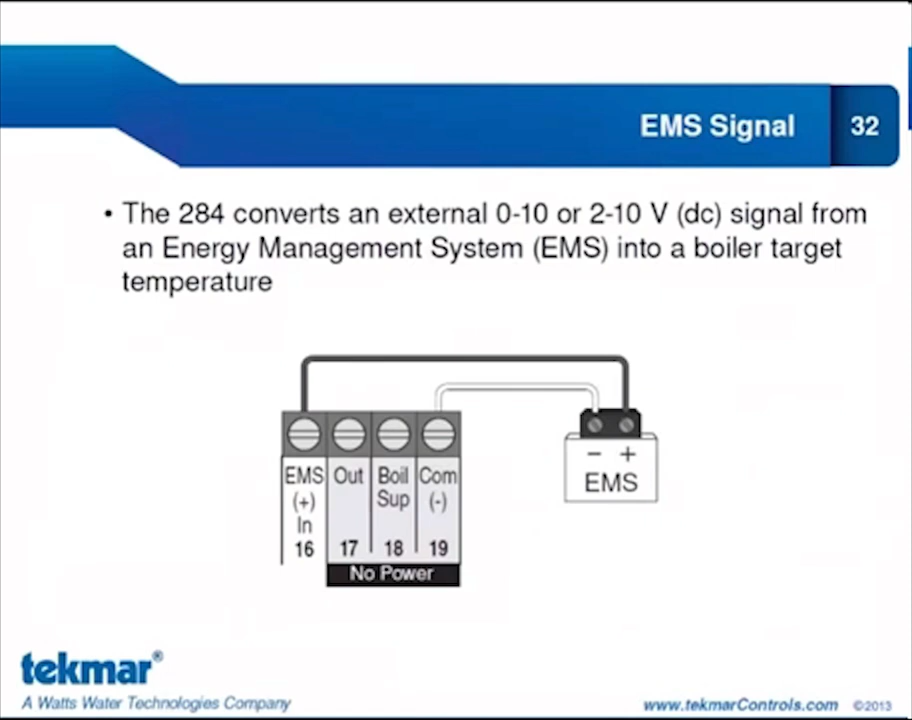 EMS Signal 32
• The 284 converts an external 0-10 or 2-10 V (dc) signal from
an Energy Management System (EMS) into a boiler target
temperature
EMS Out Boil Com
(+) Sup (-)
In
16 17 18 19
No Power
− +
EMS
tekmar®
A Watts Water Technologies Company
www.tekmarControls.com ©2013